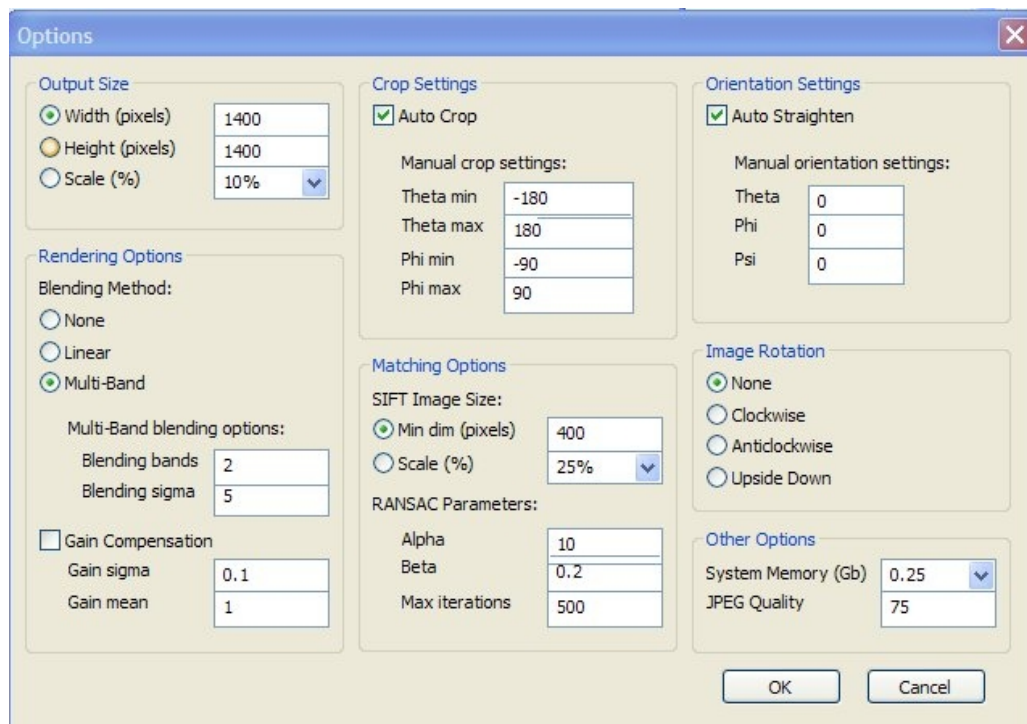 Options
Output Size
Width (pixels) 1400
Height (pixels) 1400
Scale (%) 10%
Rendering Options
Blending Method:
None
Linear
Multi-Band
Multi-Band blending options:
Blending bands 2
Blending sigma 5
Gain Compensation
Gain sigma 0.1
Gain mean 1
Crop Settings
Auto Crop
Manual crop settings:
Theta min -180
Theta max 180
Phi min -90
Phi max 90
Matching Options
SIFT Image Size:
Min dim (pixels) 400
Scale (%) 25%
RANSAC Parameters:
Alpha 10
Beta 0.2
Max iterations 500
Orientation Settings
Auto Straighten
Manual orientation settings:
Theta 0
Phi 0
Psi 0
Image Rotation
None
Clockwise
Anticlockwise
Upside Down
Other Options
System Memory (Gb) 0.25
JPEG Quality 75
OK Cancel